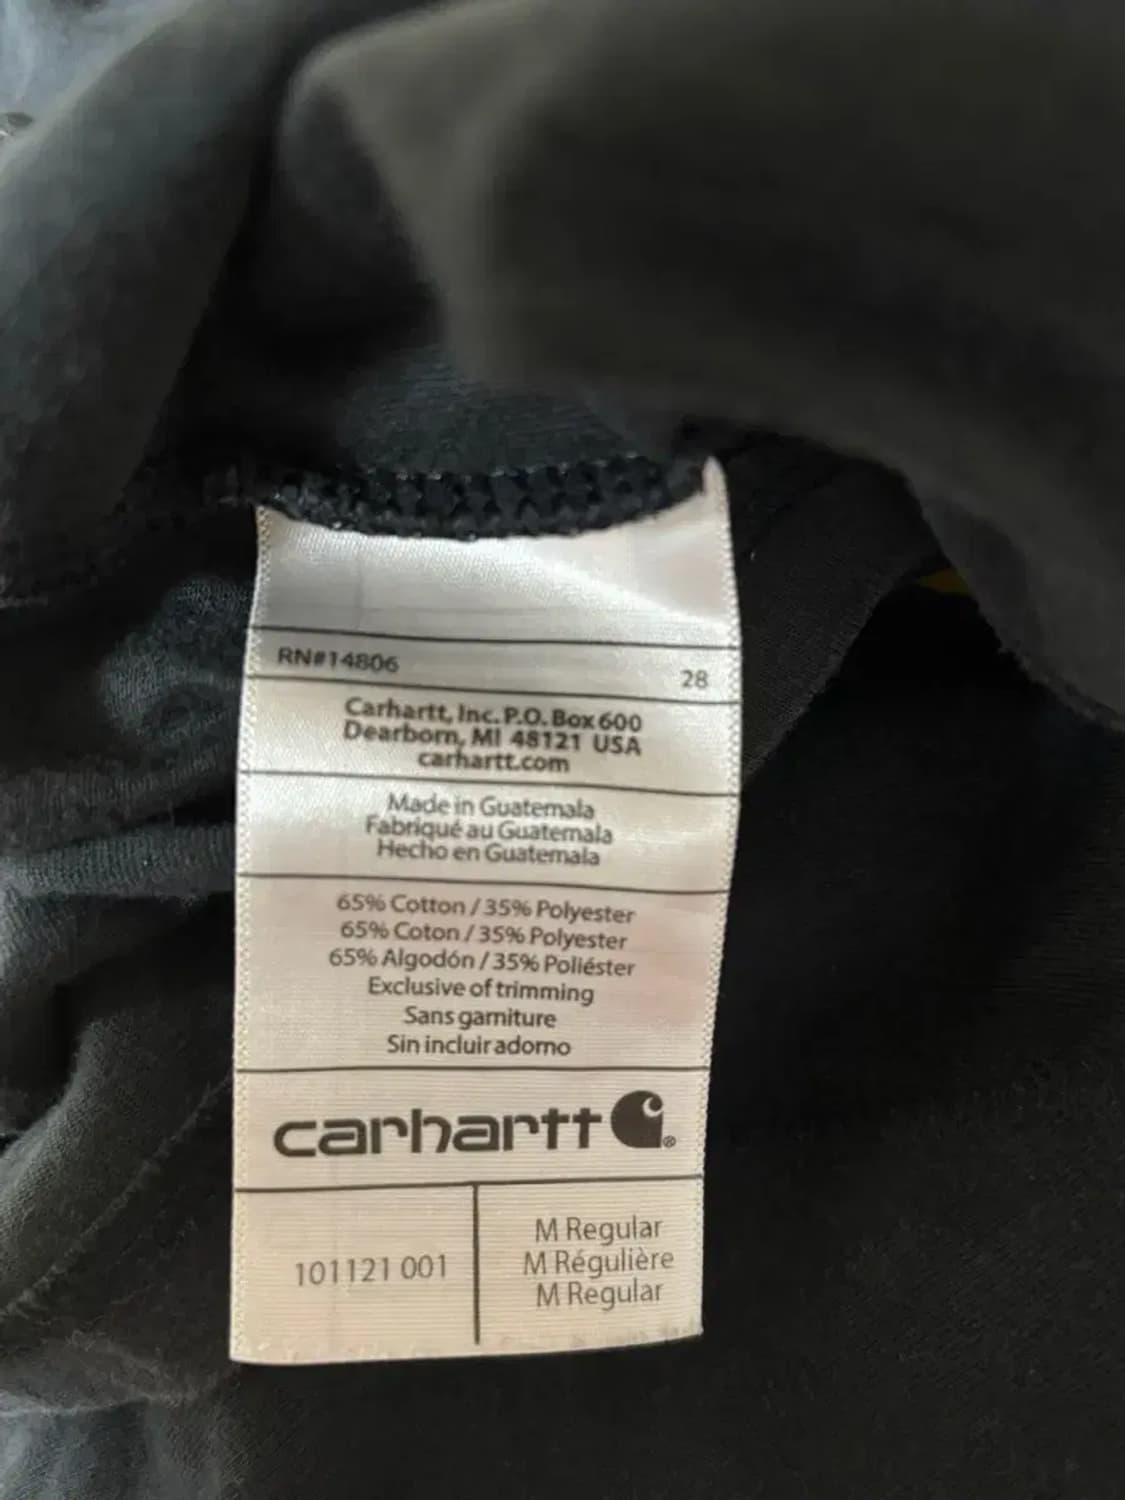 RN#14806 28
Carhartt, Inc. P.O. Box 600
Dearborn, MI 48121 USA
carhartt.com
Made in Guatemala
Fabriqué au Guatemala
Hecho en Guatemala
65% Cotton / 35% Polyester
65% Coton / 35% Polyester
65% Algodón / 35% Poliéster
Exclusive of trimming
Sans garniture
Sin incluir adorno
carhartt ®
101121 001
M Regular
M Régulière
M Regular